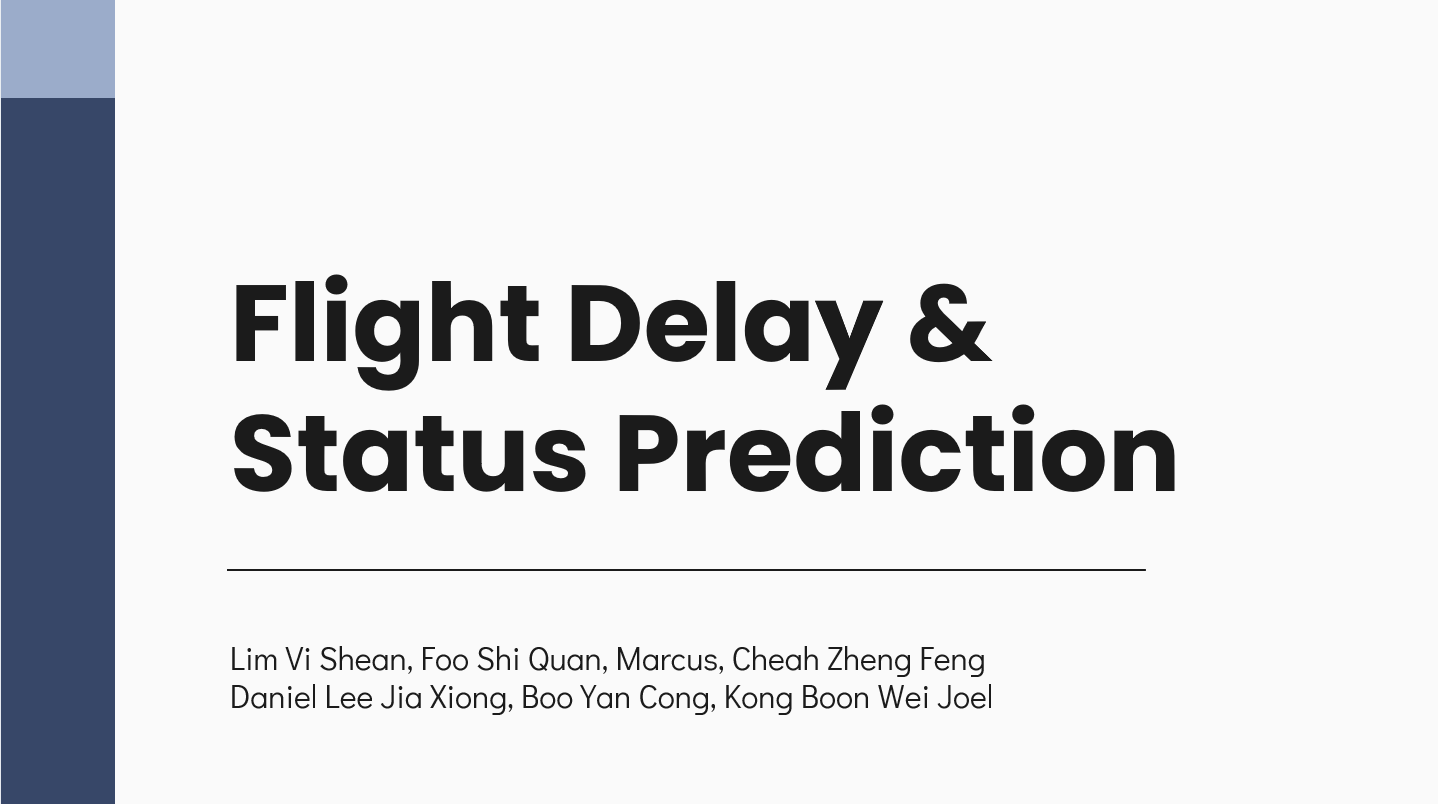 Flight Delay &
Status Prediction
Lim Vi Shean, Foo Shi Quan, Marcus, Cheah Zheng Feng
Daniel Lee Jia Xiong, Boo Yan Cong, Kong Boon Wei Joel